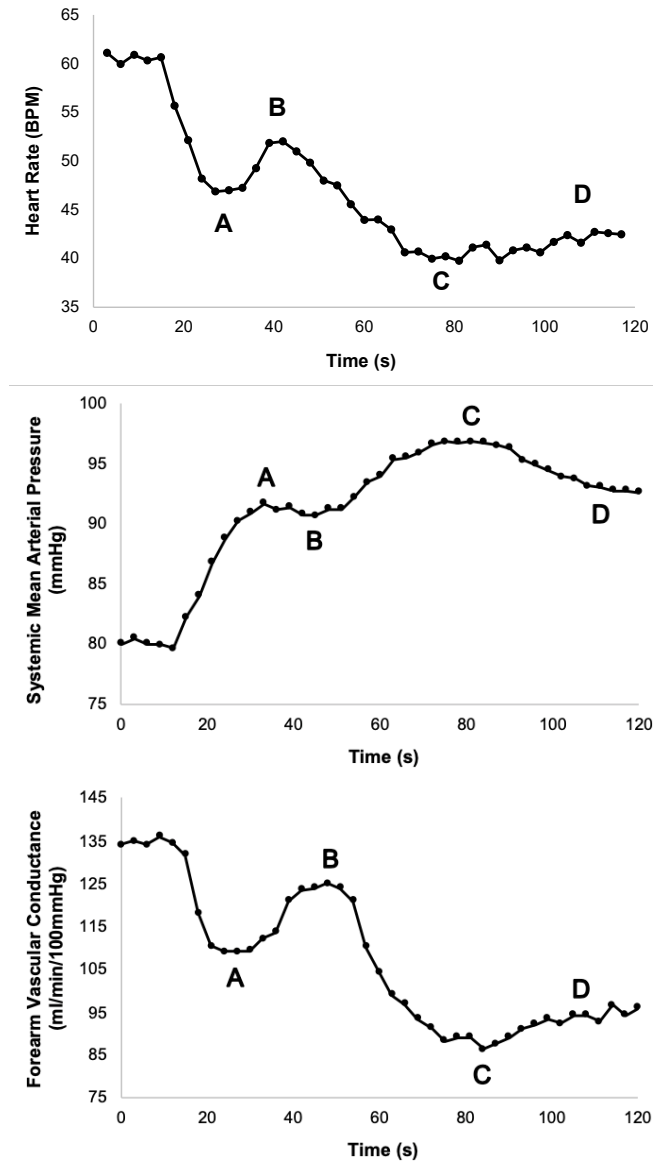 65
60
55
50
45
40
35
Heart Rate (BPM)
A
B
C
D
0 20 40 60 80 100 120
Time (s)
100
95
90
85
80
75
Systemic Mean Arterial Pressure
(mmHg)
A
B
C
D
0 20 40 60 80 100 120
Time (s)
145
135
125
115
105
95
85
75
Forearm Vascular Conductance
(ml/min/100mmHg)
A
B
C
D
0 20 40 60 80 100 120
Time (s)